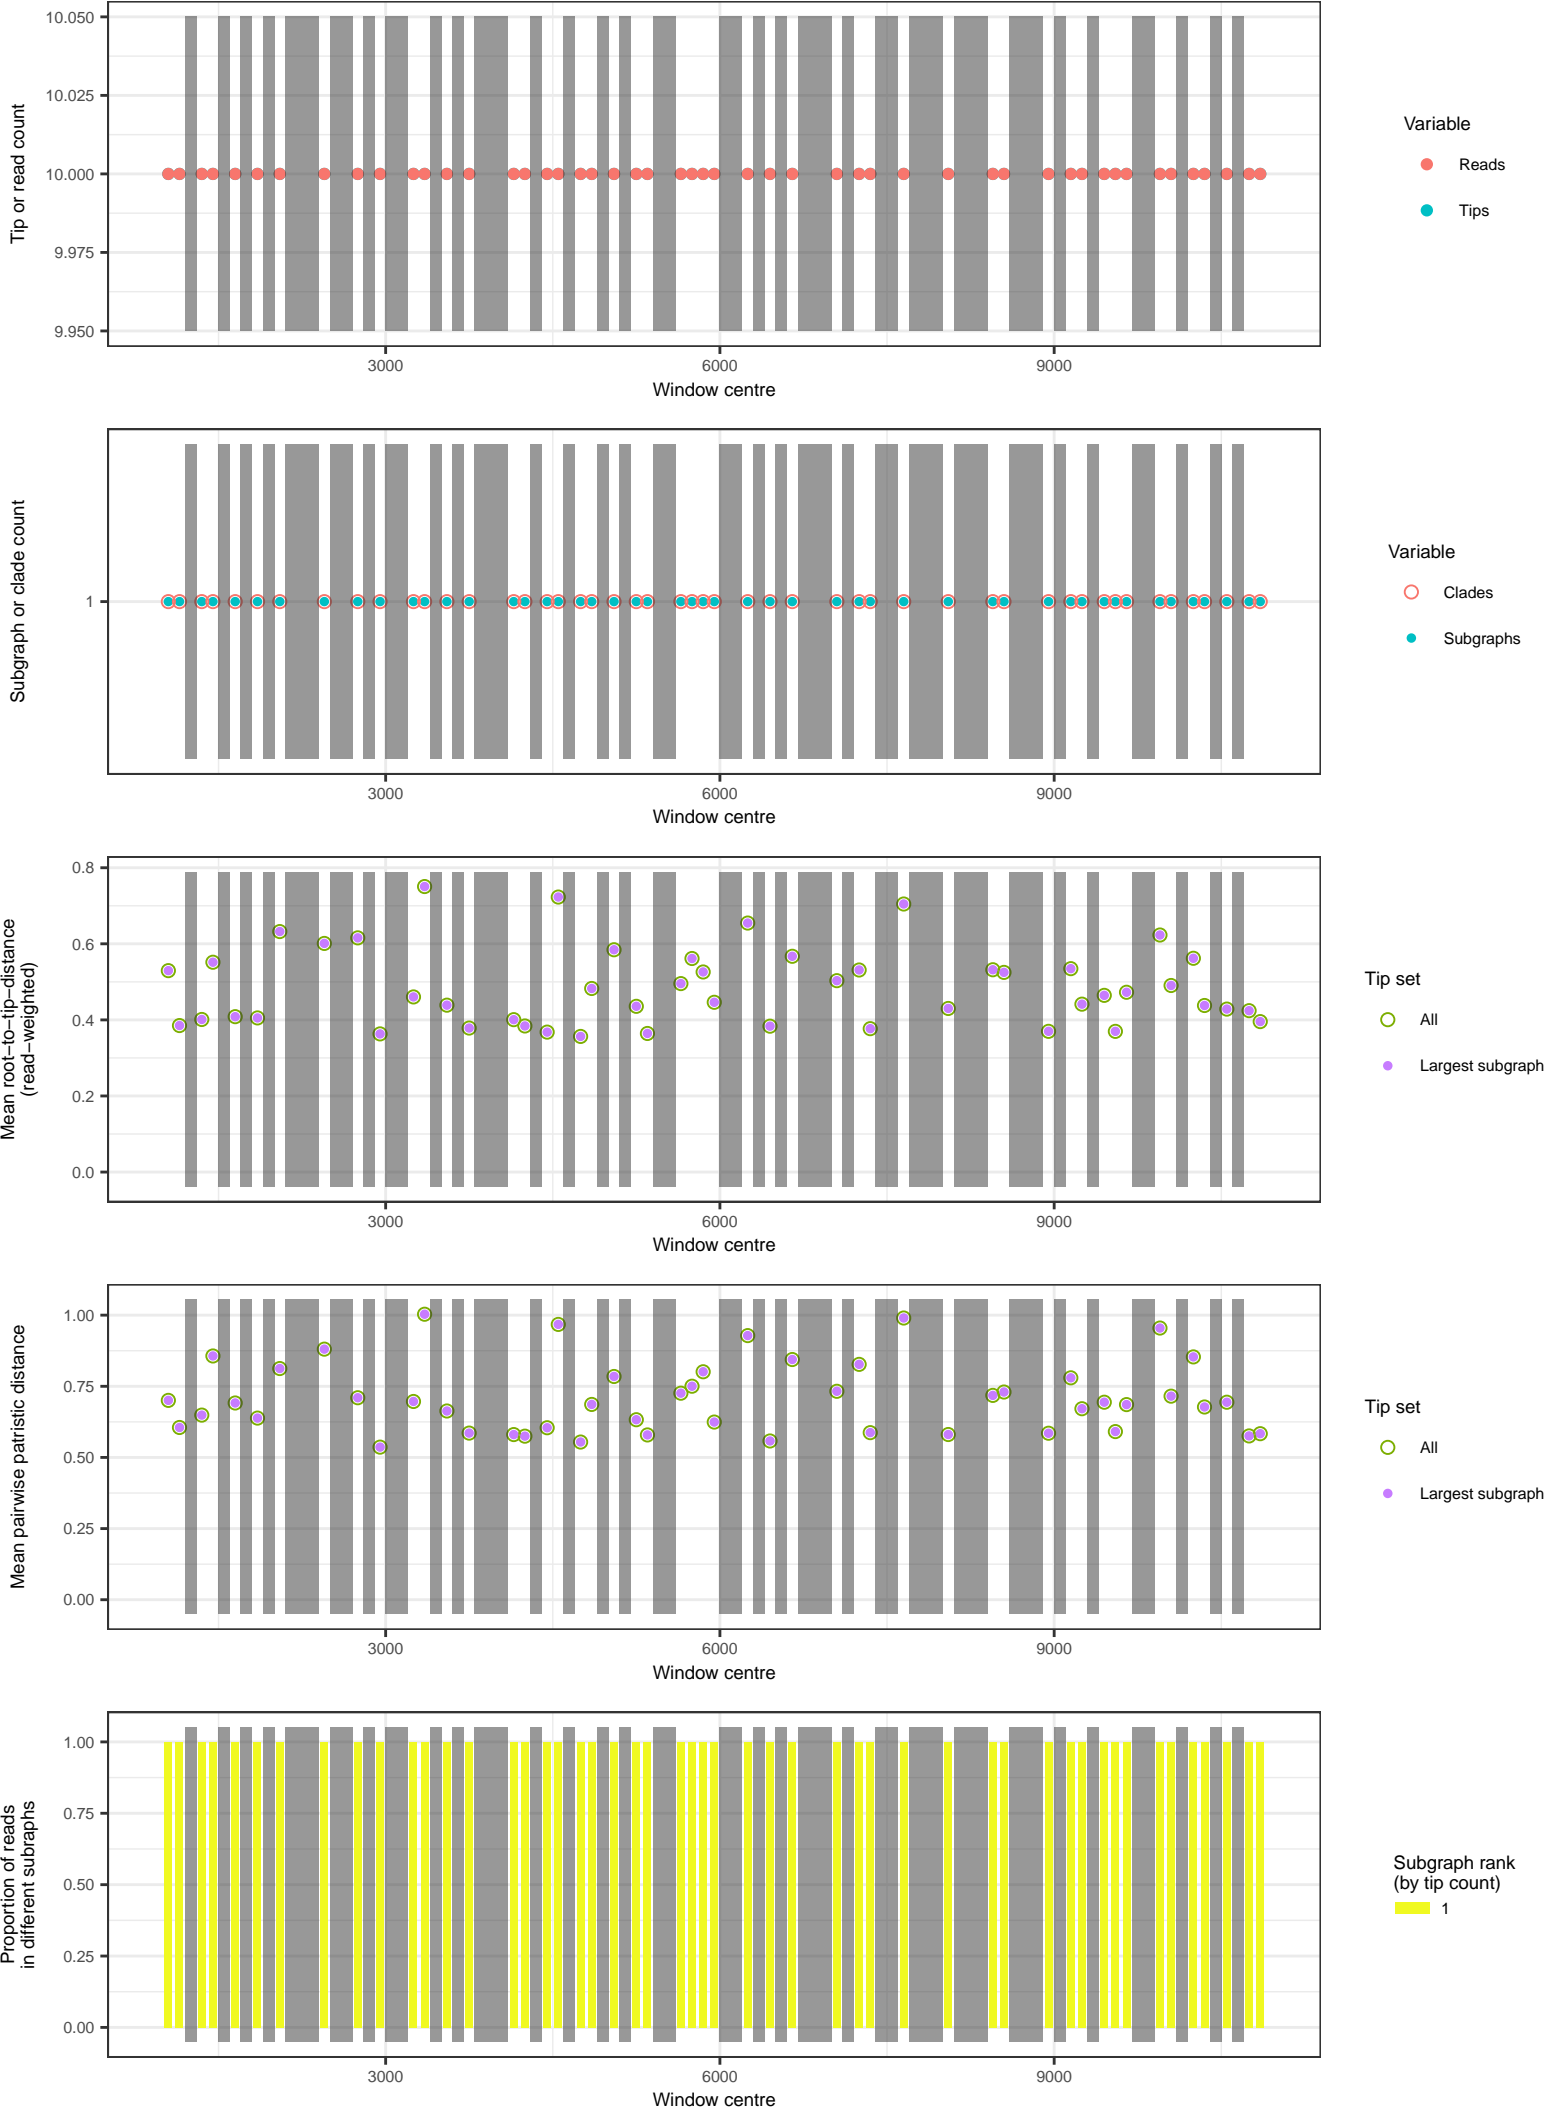 10.050
10.025
10.000
9.975
9.950
Tip or read count
3000
6000
9000
Window centre
Variable
Reads
Tips
1
Subgraph or clade count
3000
6000
9000
Window centre
Variable
Clades
Subgraphs
0.8
0.6
0.4
0.2
0.0
Mean root−to−tip−distance
(read−weighted)
3000
6000
9000
Window centre
Tip set
All
Largest subgraph
1.00
0.75
0.50
0.25
0.00
Mean pairwise patristic distance
3000
6000
9000
Window centre
Tip set
All
Largest subgraph
1.00
0.75
0.50
0.25
0.00
Proportion of reads
in different subraphs
3000
6000
9000
Window centre
Subgraph rank
(by tip count)
1